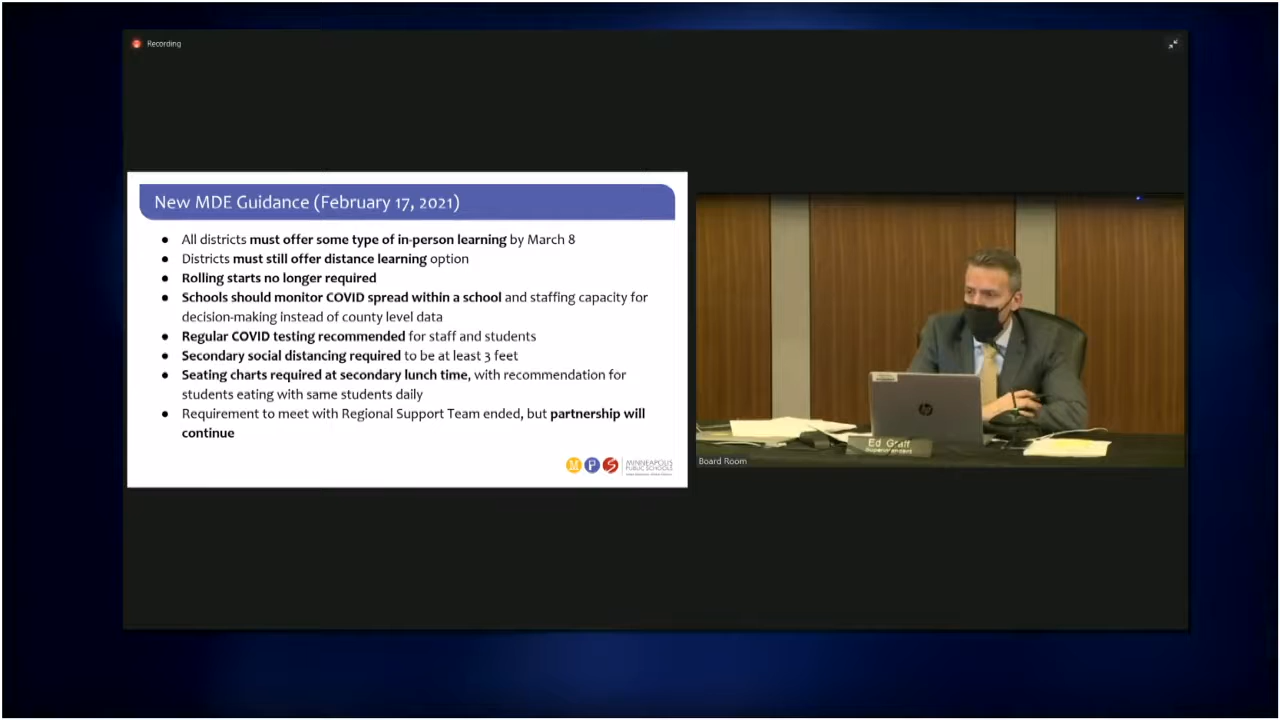 Recording
New MDE Guidance (February 17, 2021)
● All districts must offer some type of in-person learning by March 8
● Districts must still offer distance learning option
● Rolling starts no longer required
● Schools should monitor COVID spread within a school and staffing capacity for
decision-making instead of county level data
● Regular COVID testing recommended for staff and students
● Secondary social distancing required to be at least 3 feet
● Seating charts required at secondary lunch time, with recommendation for
students eating with same students daily
● Requirement to meet with Regional Support Team ended, but partnership will
continue
M P S
MINNEAPOLIS
PUBLIC SCHOOLS
hp
Ed Graff
Superintendent
Board Room